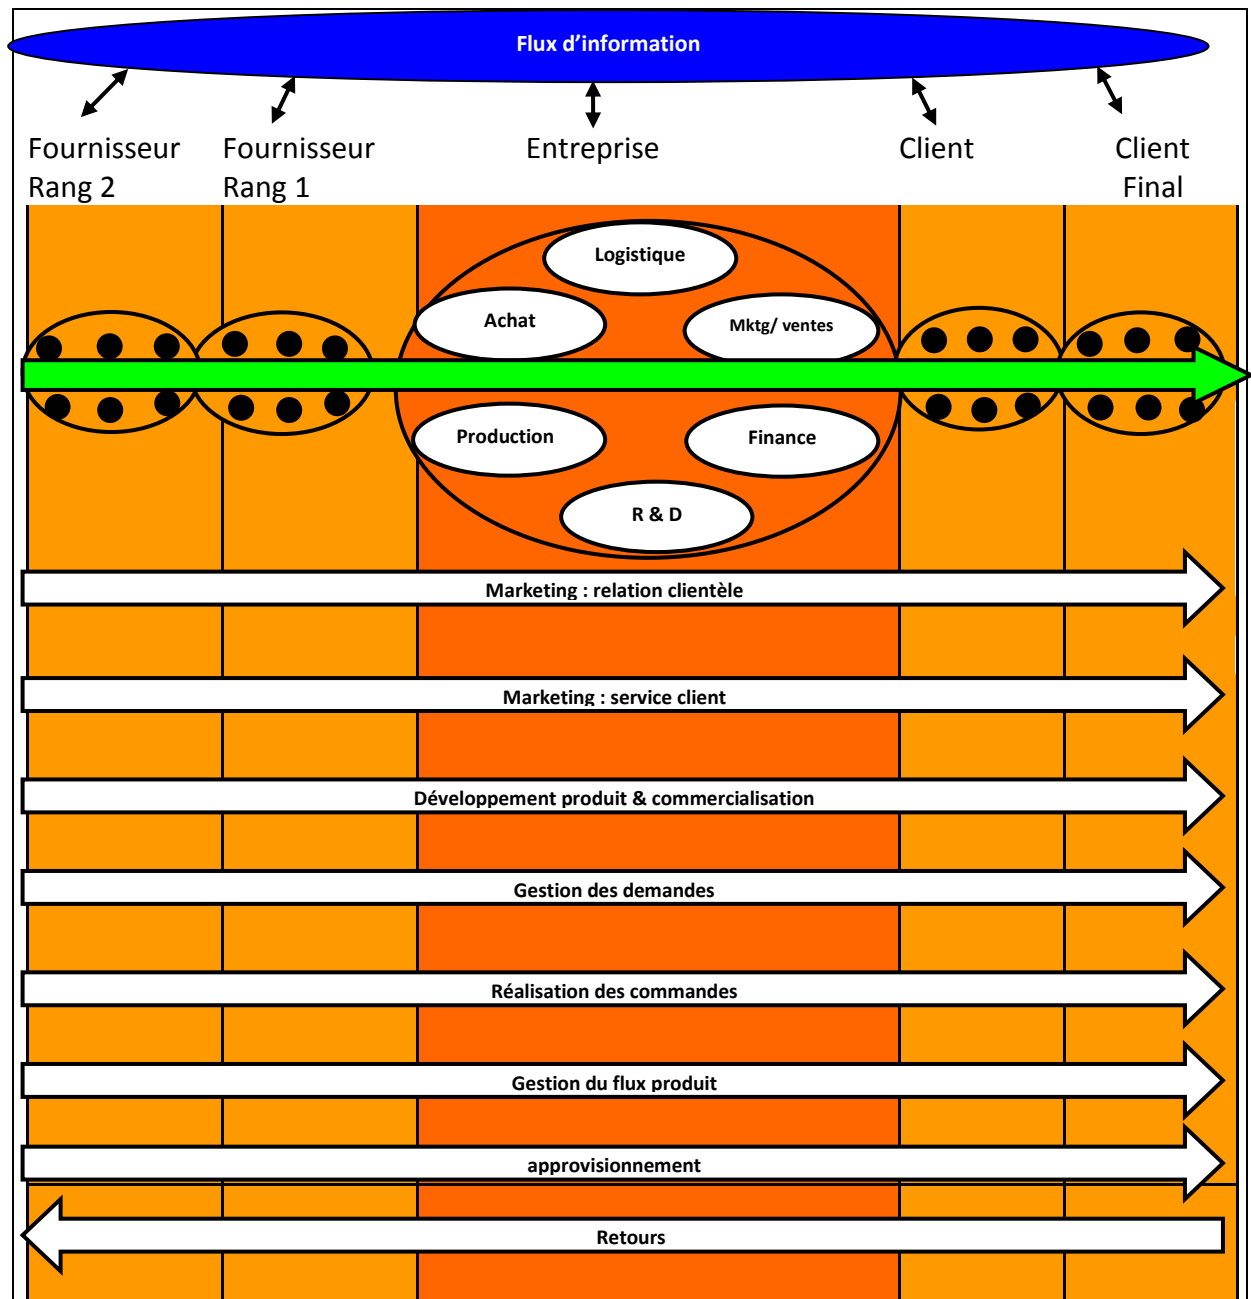 Flux d’information
Fournisseur Fournisseur Entreprise Client Client
Rang 2 Rang 1 Final
Logistique
Achat
Mktg/ ventes
Production
Finance
R & D
Marketing : relation clientèle
Marketing : service client
Développement produit & commercialisation
Gestion des demandes
Réalisation des commandes
Gestion du flux produit
approvisionnement
Retours